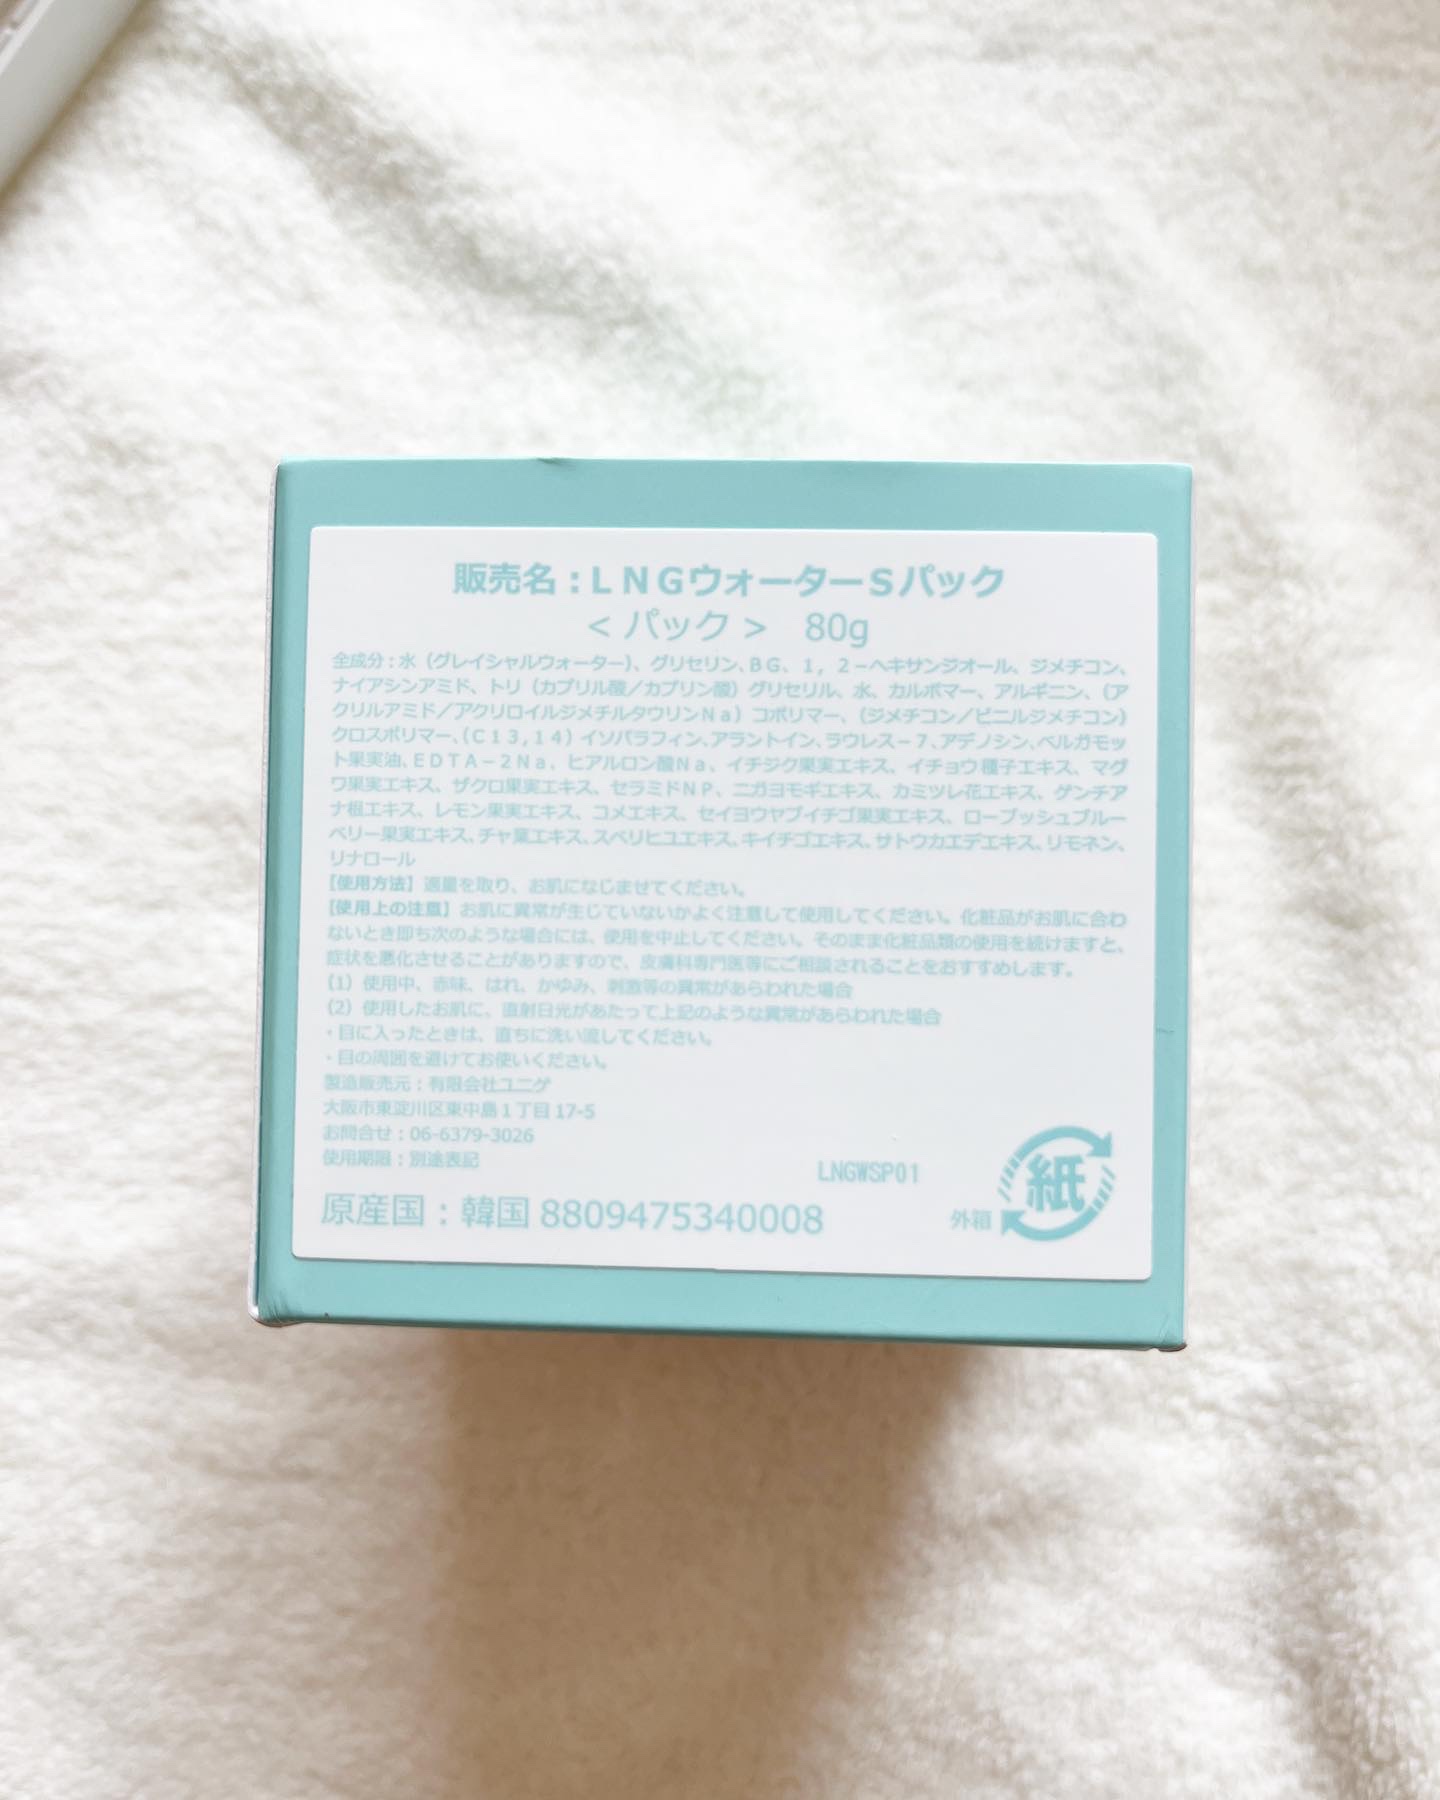 販売名：ＬＮＧウォーターＳパック
＜ パック ＞　80g
全成分：水（グレイシャルウォーター）、グリセリン、ＢＧ、１，２－ヘキサンジオール、ジメチコン、
ナイアシンアミド、トリ（カプリル酸／カプリン酸）グリセリル、水、カルボマー、アルギニン、（ア
クリルアミド／アクリロイルジメチルタウリンＮａ）コポリマー、（ジメチコン／ビニルジメチコン）
クロスポリマー、（Ｃ１３，１４）イソパラフィン、アラントイン、ラウレス－７、アデノシン、ベルガモッ
ト果実油、ＥＤＴＡ－２Ｎａ、ヒアルロン酸Ｎａ、イチジク果実エキス、イチョウ種子エキス、マグ
ワ果実エキス、ザクロ果実エキス、セラミドＮＰ、ニガヨモギエキス、カミツレ花エキス、ゲンチア
ナ根エキス、レモン果実エキス、コメエキス、セイヨウヤブイチゴ果実エキス、ローブッシュブルー
ベリー果実エキス、チャ葉エキス、スベリヒユエキス、キイチゴエキス、サトウカエデエキス、リモネン、
リナロール
【使用方法】適量を取り、お肌になじませてください。
【使用上の注意】お肌に異常が生じていないかよく注意して使用してください。化粧品がお肌に合わ
ないとき即ち次のような場合には、使用を中止してください。そのまま化粧品類の使用を続けますと、
症状を悪化させることがありますので、皮膚科専門医等にご相談されることをおすすめします。
（1）使用中、赤味、はれ、かゆみ、刺激等の異常があらわれた場合
（2）使用したお肌に、直射日光があたって上記のような異常があらわれた場合
・目に入ったときは、直ちに洗い流してください。
・目の周囲を避けてお使いください。
製造販売元：有限会社ユニゲ
大阪市東淀川区東中島１丁目 17-5
お問合せ：06-6379-3026
使用期限：別途表記
LNGWSP01
原産国：韓国 8809475340008
外箱
紙